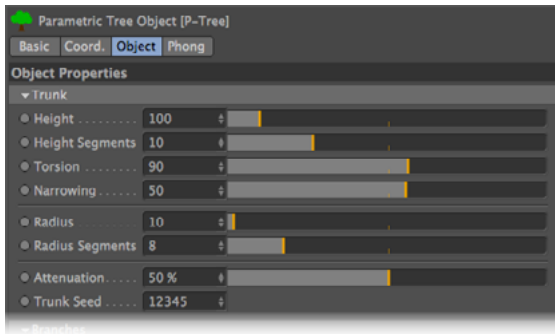 Parametric Tree Object [P-Tree]
Basic Coord. Object Phong
Object Properties
Trunk
Height . . . . . . . . . 100
Height Segments 10
Torsion . . . . . . . . 90
Narrowing . . . . . . 50
Radius . . . . . . . . . 10
Radius Segments 8
Attenuation . . . . . 50 %
Trunk Seed . . . . . 12345
Branches